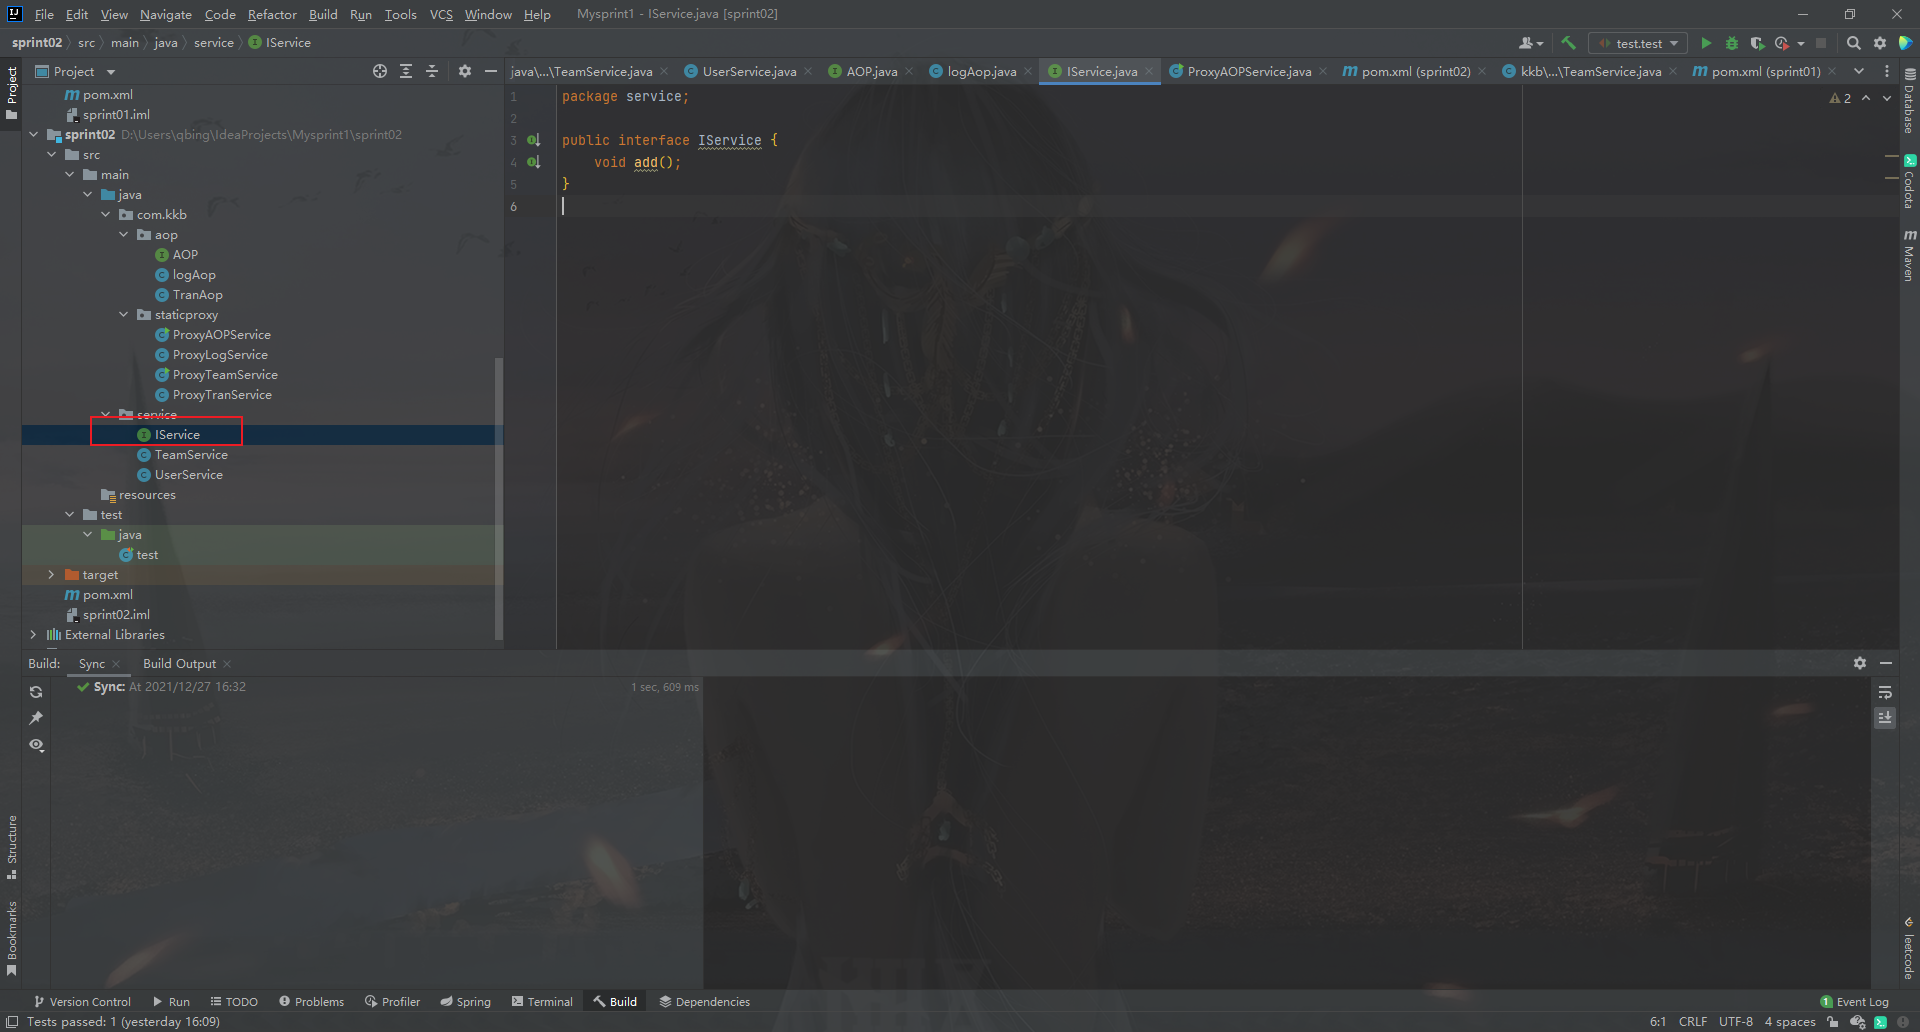 File Edit View Navigate Code Refactor Build Run Tools VCS Window Help Mysprint1 - IService.java [sprint02]
sprint02 src main java service IService
test.test
Project
java\...\TeamService.java UserService.java AOP.java logAop.java IService.java ProxyAOPService.java pom.xml (sprint02) kkb\...\TeamService.java pom.xml (sprint01)
Project
pom.xml
sprint01.iml
sprint02 D:\Users\qbing\IdeaProjects\Mysprint1\sprint02
src
main
java
com.kkb
aop
AOP
logAop
TranAop
staticproxy
ProxyAOPService
ProxyLogService
ProxyTeamService
ProxyTranService
service
IService
TeamService
UserService
resources
test
java
test
target
pom.xml
sprint02.iml
External Libraries
1 package service;
2
3 public interface IService {
4 void add();
5 }
6
2
Database
Codota
Maven
Build: Sync Build Output
Sync: At 2021/12/27 16:32 1 sec, 609 ms
Structure
Bookmarks
leetcode
Version Control Run TODO Problems Profiler Spring Terminal Build Dependencies 1 Event Log
Tests passed: 1 (yesterday 16:09) 6:1 CRLF UTF-8 4 spaces